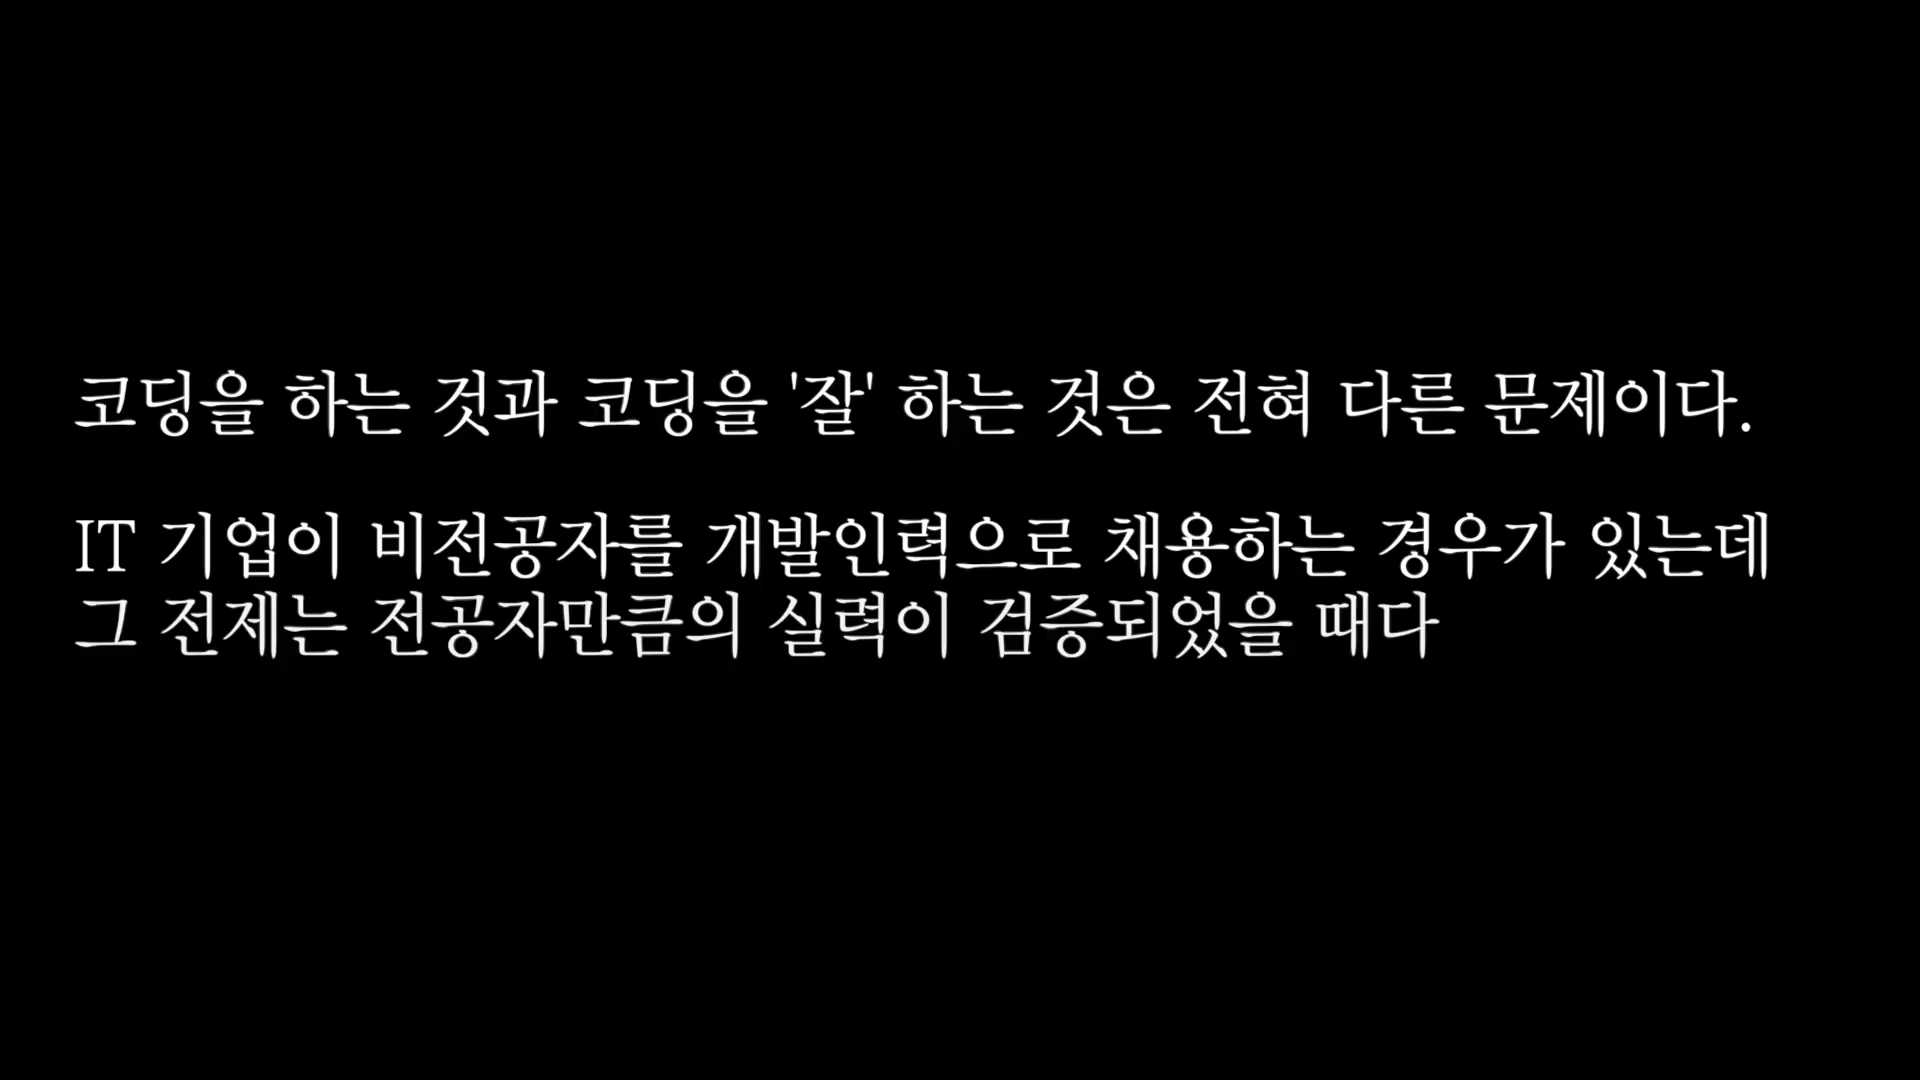 코딩을 하는 것과 코딩을 '잘' 하는 것은 전혀 다른 문제이다.
IT 기업이 비전공자를 개발인력으로 채용하는 경우가 있는데
그 전제는 전공자만큼의 실력이 검증되었을 때다